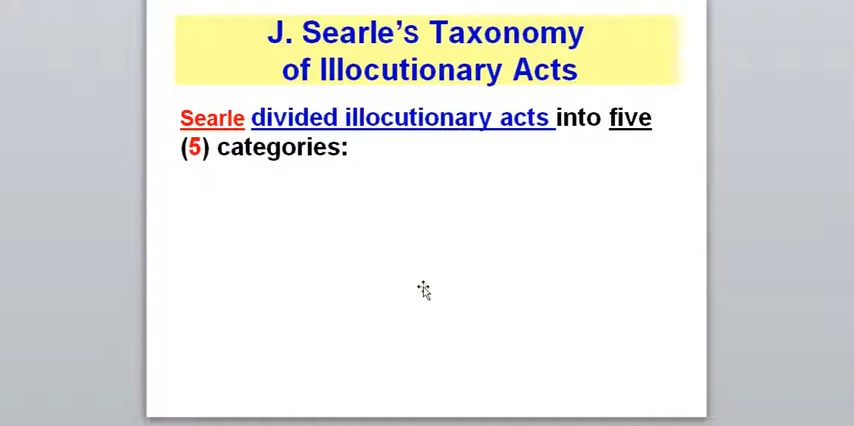 J. Searle's Taxonomy
of Illocutionary Acts
Searle divided illocutionary acts into five
(5) categories: